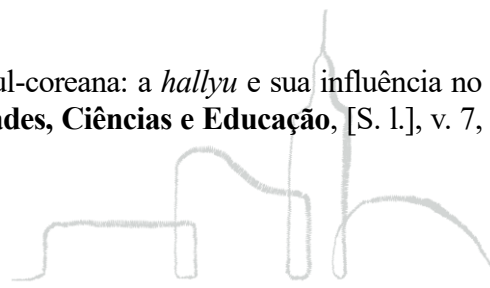 ul-coreana: a hallyu e sua influência no
ades, Ciências e Educação, [S. l.], v. 7,